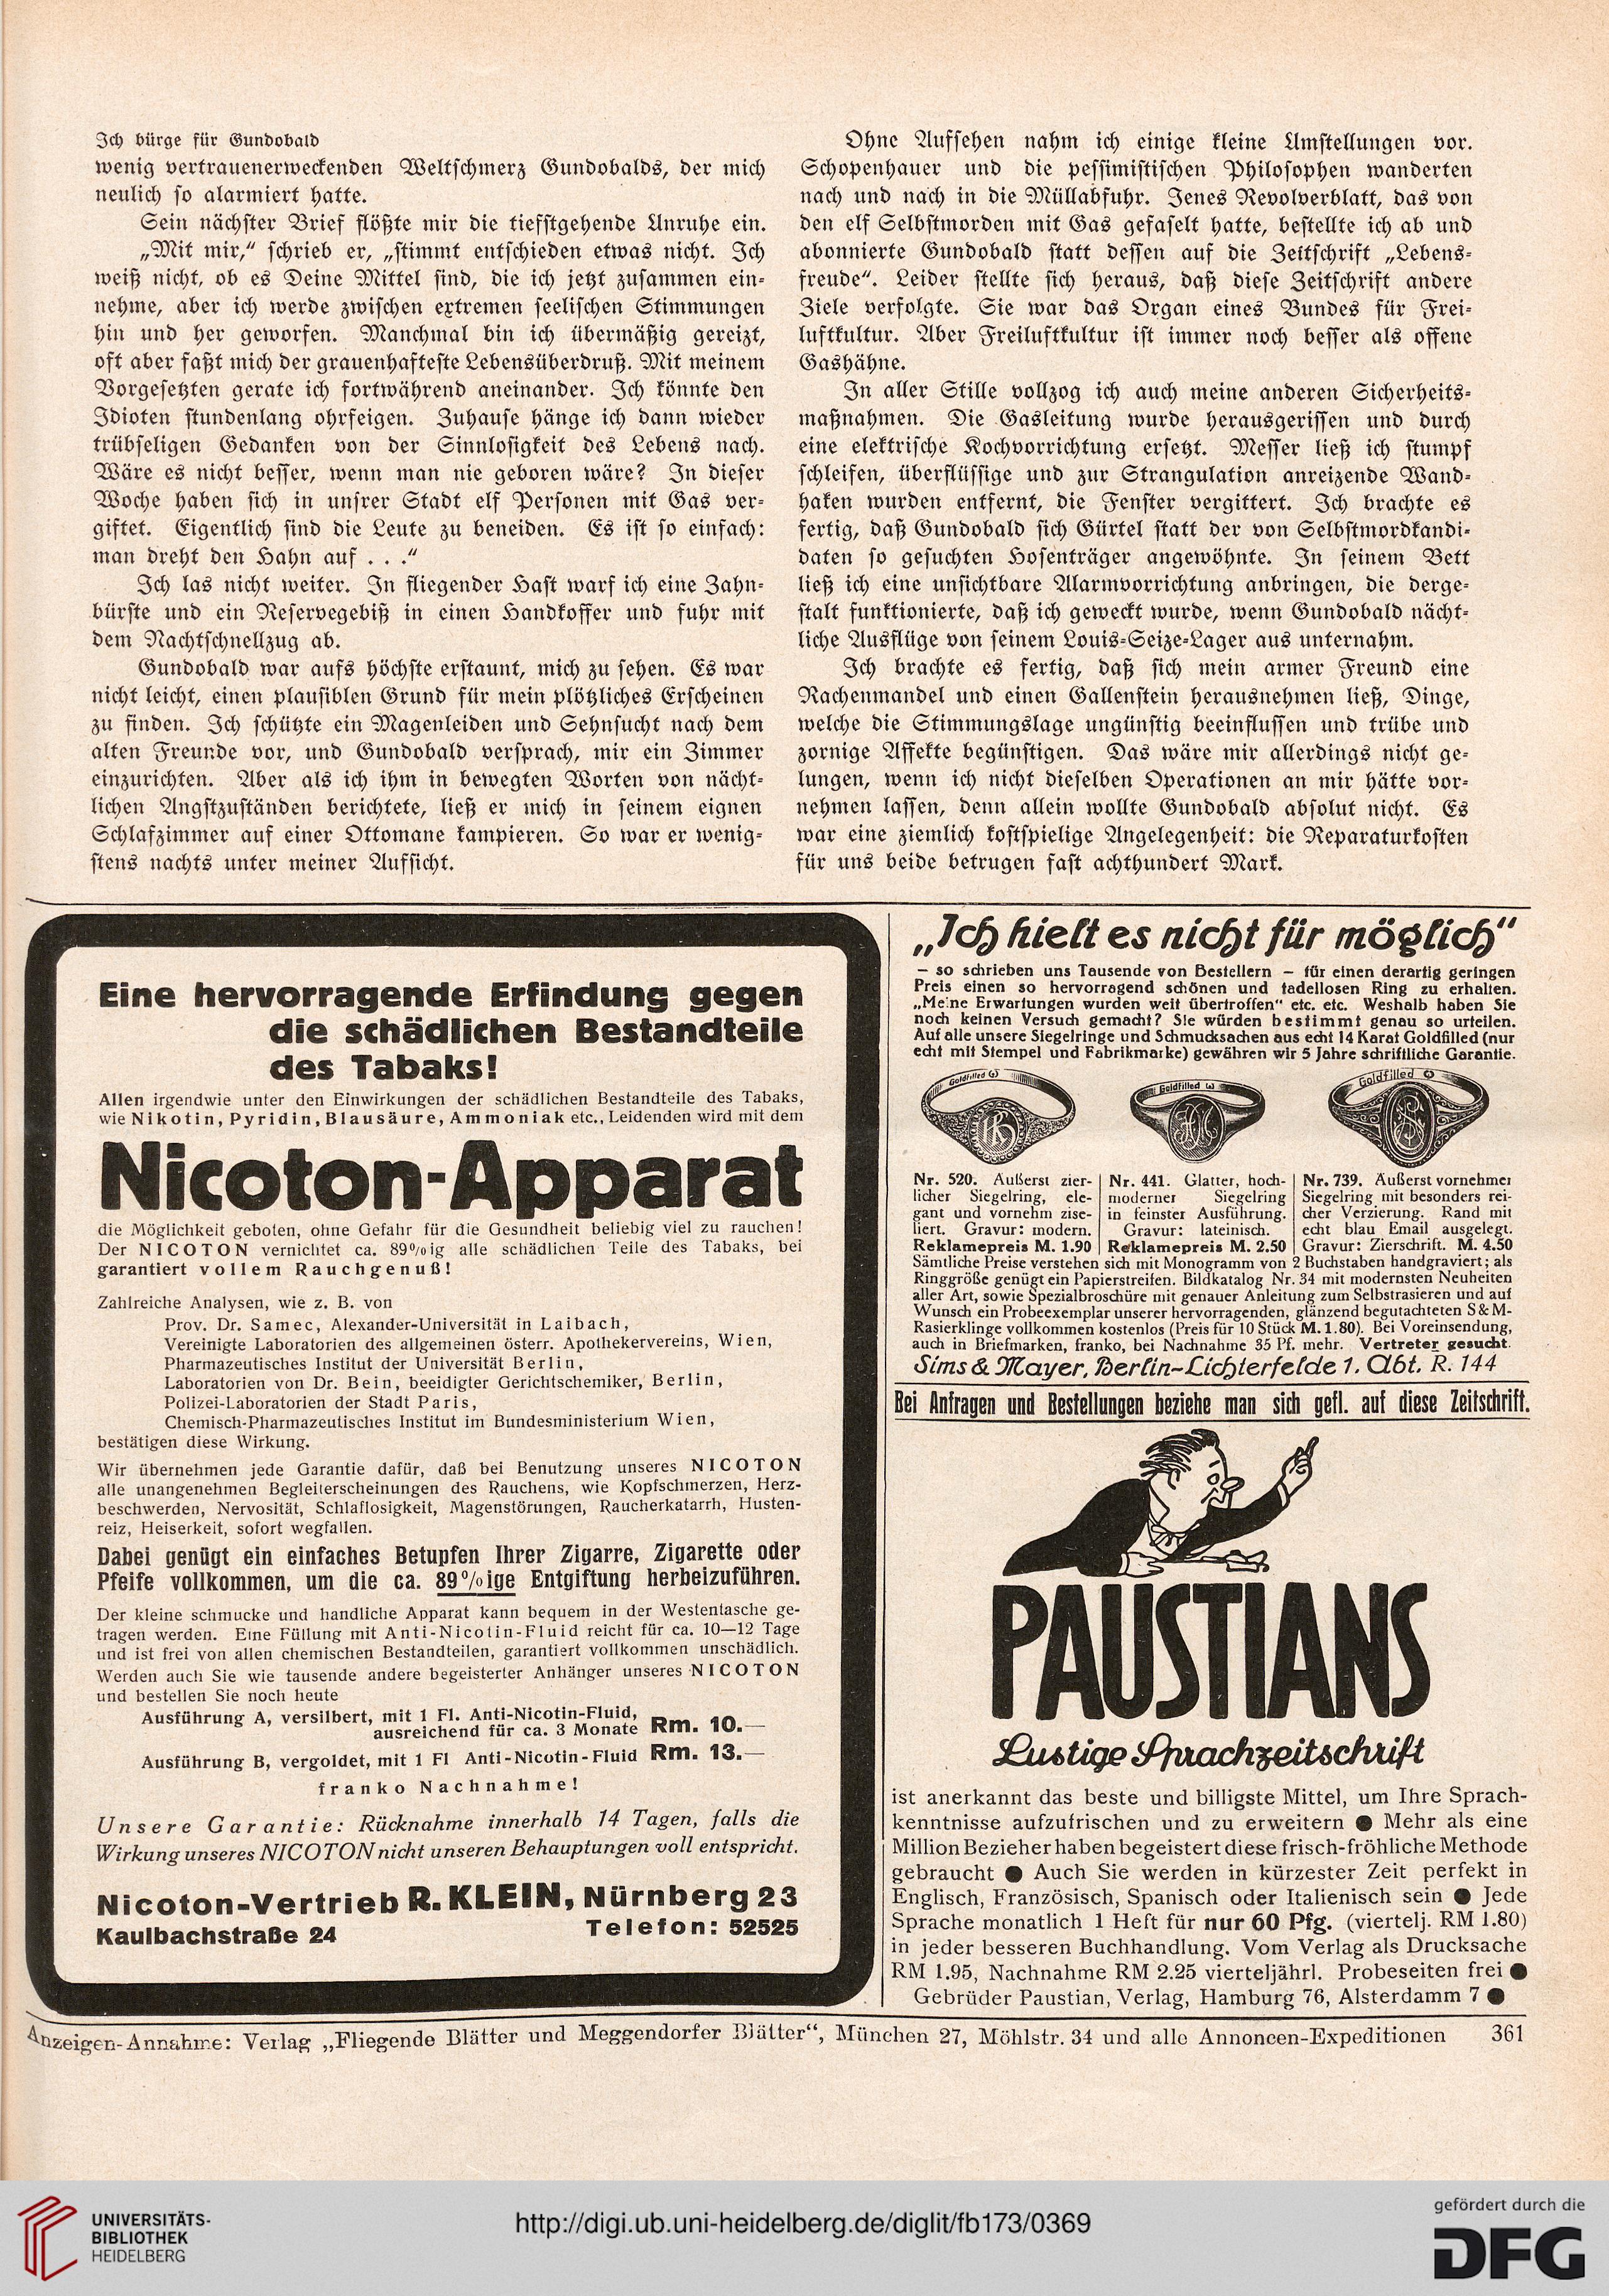 Ich bürge für Gundobald
wenig vertrauenerweckenden Weltschmerz Gundobalds, der mich
neulich so alarmiert hatte.
Sein nächster Brief flößte mir die tiefstgehende Unruhe ein.
„Mit mir,“ schrieb er, „stimmt entschieden etwas nicht. Ich
weiß nicht, ob es Deine Mittel sind, die ich jetzt zusammen ein-
nehme, aber ich werde zwischen extremen seelischen Stimmungen
hin und her geworfen. Manchmal bin ich übermäßig gereizt,
oft aber faßt mich der grauenhafteste Lebensüberdruß. Mit meinem
Vorgesetzten gerate ich fortwährend aneinander. Ich könnte den
Idioten stundenlang ohrfeigen. Zuhause hänge ich dann wieder
trübseligen Gedanken von der Sinnlosigkeit des Lebens nach.
Wäre es nicht besser, wenn man nie geboren wäre? In dieser
Woche haben sich in unsrer Stadt elf Personen mit Gas ver-
giftet. Eigentlich sind die Leute zu beneiden. Es ist so einfach:
man dreht den Hahn auf . . .“
Ich las nicht weiter. In fliegender Hast warf ich eine Zahn-
bürste und ein Reservegebiß in einen Handkoffer und fuhr mit
dem Nachtschnellzug ab.
Gundobald war aufs höchste erstaunt, mich zu sehen. Es war
nicht leicht, einen plausiblen Grund für mein plötzliches Erscheinen
zu finden. Ich schützte ein Magenleiden und Sehnsucht nach dem
alten Freunde vor, und Gundobald versprach, mir ein Zimmer
einzurichten. Aber als ich ihm in bewegten Worten von nächt-
lichen Angstzuständen berichtete, ließ er mich in seinem eignen
Schlafzimmer auf einer Ottomane kampieren. So war er wenig-
stens nachts unter meiner Aufsicht.
Ohne Aufsehen nahm ich einige kleine Umstellungen vor.
Schopenhauer und die pessimistischen Philosophen wanderten
nach und nach in die Müllabfuhr. Jenes Revolverblatt, das von
den elf Selbstmorden mit Gas gefaselt hatte, bestellte ich ab und
abonnierte Gundobald statt dessen auf die Zeitschrift „Lebens-
freude“. Leider stellte sich heraus, daß diese Zeitschrift andere
Ziele verfolgte. Sie war das Organ eines Bundes für Frei-
luftkultur. Aber Freiluftkultur ist immer noch besser als offene
Gashähne.
In aller Stille vollzog ich auch meine anderen Sicherheits-
maßnahmen. Die Gasleitung wurde herausgerissen und durch
eine elektrische Kochvorrichtung ersetzt. Messer ließ ich stumpf
schleifen, überflüssige und zur Strangulation anreizende Wand-
haken wurden entfernt, die Fenster vergittert. Ich brachte es
fertig, daß Gundobald sich Gürtel statt der von Selbstmordkandi-
daten so gesuchten Hosenträger angewöhnte. In seinem Bett
ließ ich eine unsichtbare Alarmvorrichtung anbringen, die derge-
stalt funktionierte, daß ich geweckt wurde, wenn Gundobald nächt-
liche Ausflüge von seinem Louis-Seize-Lager aus unternahm.
Ich brachte es fertig, daß sich mein armer Freund eine
Rachenmandel und einen Gallenstein herausnehmen ließ, Dinge,
welche die Stimmungslage ungünstig beeinflussen und trübe und
zornige Affekte begünstigen. Das wäre mir allerdings nicht ge-
lungen, wenn ich nicht dieselben Operationen an mir hätte vor-
nehmen lassen, denn allein wollte Gundobald absolut nicht. Es
war eine ziemlich kostspielige Angelegenheit: die Reparaturkosten
für uns beide betrugen fast achthundert Mark.
Eine hervorragende Erfindung gegen
die schädlichen Bestandteile
des Tabaks!
Allen irgendwie unter den Einwirkungen der schädlichen Bestandteile des Tabaks,
wie Nikotin, Pyridin, Blausäure, Ammoniak etc., Leidenden wird mit dem
Nicoton-Apparat
die Möglichkeit geboten, ohne Gefahr für die Gesundheit beliebig viel zu rauchen!
Der NICOTON vernichtet ca. 89%ig alle schädlichen Teile des Tabaks, bei
garantiert vollem Rauchgenuß!
Zahlreiche Analysen, wie z. B. von
Prov. Dr. Samec, Alexander-Universität in Laibach,
Vereinigte Laboratorien des allgemeinen österr. Apothekervereins, Wien,
Pharmazeutisches Institut der Universität Berlin,
Laboratorien von Dr. Bein, beeidigter Gerichtschemiker, Berlin,
Polizei-Laboratorien der Stadt Paris,
Chemisch-Pharmazeutisches Institut im Bundesministerium Wien,
bestätigen diese Wirkung.
Wir übernehmen jede Garantie dafür, daß bei Benutzung unseres NICOTON
alle unangenehmen Begleiterscheinungen des Rauchens, wie Kopfschmerzen, Herz-
beschwerden, Nervosität, Schlaflosigkeit, Magenstörungen, Raucherkatarrh, Husten-
reiz, Heiserkeit, sofort wegfallen.
Dabei genügt ein einfaches Betupfen Ihrer Zigarre, Zigarette oder
Pfeife vollkommen, um die ca. 89%ige Entgiftung herbeizuführen.
Der kleine schmucke und handliche Apparat kann bequem in der Westentasche ge-
tragen werden. Eine Füllung mit Anti-Nicotin-Fluid reicht für ca. 10—12 Tage
und ist frei von allen chemischen Bestandteilen, garantiert vollkommen unschädlich.
Werden auch Sie wie tausende andere begeisterter Anhänger unseres NICOTON
und bestellen Sie noch heute
Ausführung A, versilbert, mit 1 Fl. Anti-Nicotin-Fluid,
ausreichend für ca. 3 Monate Rm. 10.—
Ausführung B, vergoldet, mit 1 Fl Anti-Nicotin-Fluid Rm. 13.—
franko Nachnahme!
Unsere Garantie: Rücknahme innerhalb 14 Tagen, falls die
Wirkung unseres NICOTON nicht unseren Behauptungen voll entspricht.
Nicoton-Vertrieb R. KLEIN, Nürnberg 23
Kaulbachstraße 24 Telefon: 52525
„Ich hielt es nicht für möglich“
— so schrieben uns Tausende von Bestellern — für einen derartig geringen
Preis einen so hervorragend schönen und tadellosen Ring zu erhalten.
„Meine Erwartungen wurden weit übertroffen“ etc. etc. Weshalb haben Sie
noch keinen Versuch gemacht? Sie würden bestimmt genau so urteilen.
Auf alle unsere Siegelringe und Schmucksachen aus echt 14 Karat Goldfilled (nur
echt mit Stempel und Fabrikmarke) gewähren wir 5 Jahre schriftliche Garantie.
Goldfilled
Goldfilled
Goldfilled
Nr. 520. Äußerst zier-
licher Siegelring, ele-
gant und vornehm zise-
liert. Gravur: modern.
Reklamepreis M. 1.90
Nr. 441. Glatter, hoch-
moderner Siegelring
in feinster Ausführung.
Gravur: lateinisch.
Reklamepreis M. 2.50
Nr. 739. Äußerst vornehmer
Siegelring mit besonders rei-
cher Verzierung. Rand mit
echt blau Email ausgelegt.
Gravur: Zierschrift. M. 4.50
Sämtliche Preise verstehen sich mit Monogramm von 2 Buchstaben handgraviert; als
Ringgröße genügt ein Papierstreifen. Bildkatalog Nr. 34 mit modernsten Neuheiten
aller Art, sowie Spezialbroschüre mit genauer Anleitung zum Selbstrasieren und auf
Wunsch ein Probeexemplar unserer hervorragenden, glänzend begutachteten S & M-
Rasierklinge vollkommen kostenlos (Preis für 10 Stück M. 1.80). Bei Voreinsendung,
auch in Briefmarken, franko, bei Nachnahme 35 Pf. mehr. Vertreter gesucht.
Sims & Mayer, Berlin-Lichterfelde 1. Abt. R. 144
Bei Anfragen und Bestellungen beziehe man sich gefl. auf diese Zeitschrift.
PAUSTIANS
Lustige Sprachzeitschrift
ist anerkannt das beste und billigste Mittel, um Ihre Sprach-
kenntnisse aufzufrischen und zu erweitern ● Mehr als eine
Million Bezieher haben begeistert diese frisch-fröhliche Methode
gebraucht ● Auch Sie werden in kürzester Zeit perfekt in
Englisch, Französisch, Spanisch oder Italienisch sein ● Jede
Sprache monatlich 1 Heft für nur 60 Pfg. (viertelj. RM 1.80)
in jeder besseren Buchhandlung. Vom Verlag als Drucksache
RM 1.95, Nachnahme RM 2.25 vierteljährl. Probeseiten frei ●
Gebrüder Paustian, Verlag, Hamburg 76, Alsterdamm 7 ●
Anzeigen-Annahme: Verlag „Fliegende Blätter und Meggendorfer Blätter“, München 27, Möhlstr. 34 und alle Annoncen-Expeditionen 361
UNIVERSITÄTS-
BIBLIOTHEK
HEIDELBERG
http://digi.ub.uni-heidelberg.de/diglit/fb173/0369
gefördert durch die
DFG